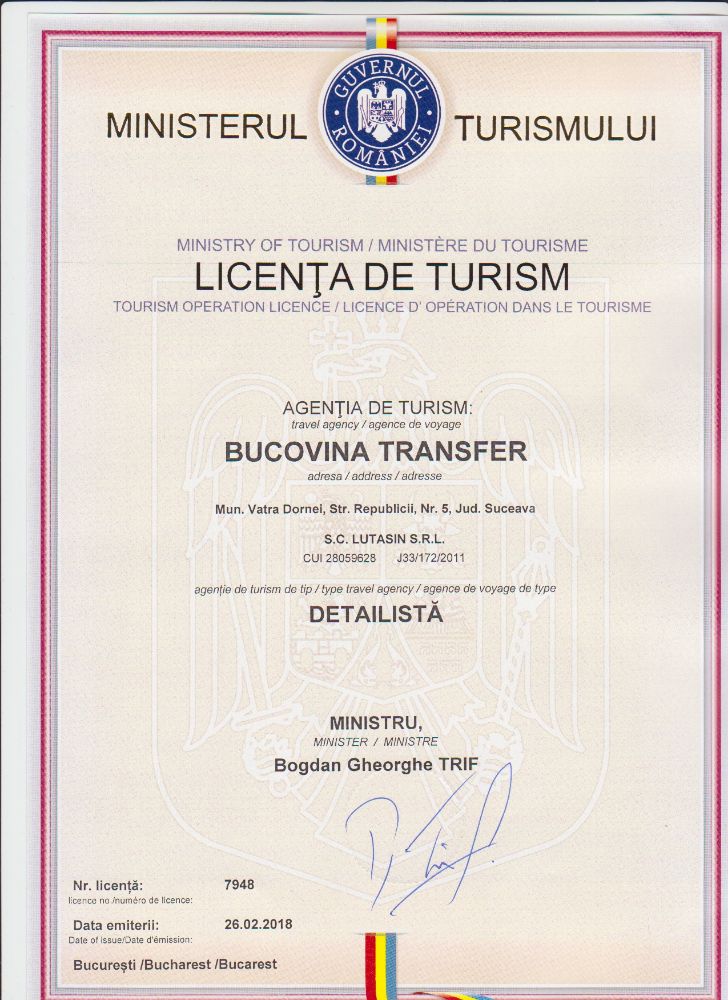 GUVERNUL
ROMÂNIEI
MINISTERUL TURISMULUI
MINISTRY OF TOURISM / MINISTÈRE DU TOURISME
LICENŢA DE TURISM
TOURISM OPERATION LICENCE / LICENCE D' OPÉRATION DANS LE TOURISME
AGENŢIA DE TURISM:
travel agency / agence de voyage
BUCOVINA TRANSFER
adresa / address / adresse
Mun. Vatra Dornei, Str. Republicii, Nr. 5, Jud. Suceava
S.C. LUTASIN S.R.L.
CUI 28059628 J33/172/2011
agenție de turism de tip / type travel agency / agence de voyage de type
DETAILISTĂ
MINISTRU,
MINISTER / MINISTRE
Bogdan Gheorghe TRIF
Nr. licență: 7948
licence no./numéro de licence:
Data emiterii: 26.02.2018
Date of issue/Date d'émission:
București /Bucharest /Bucarest